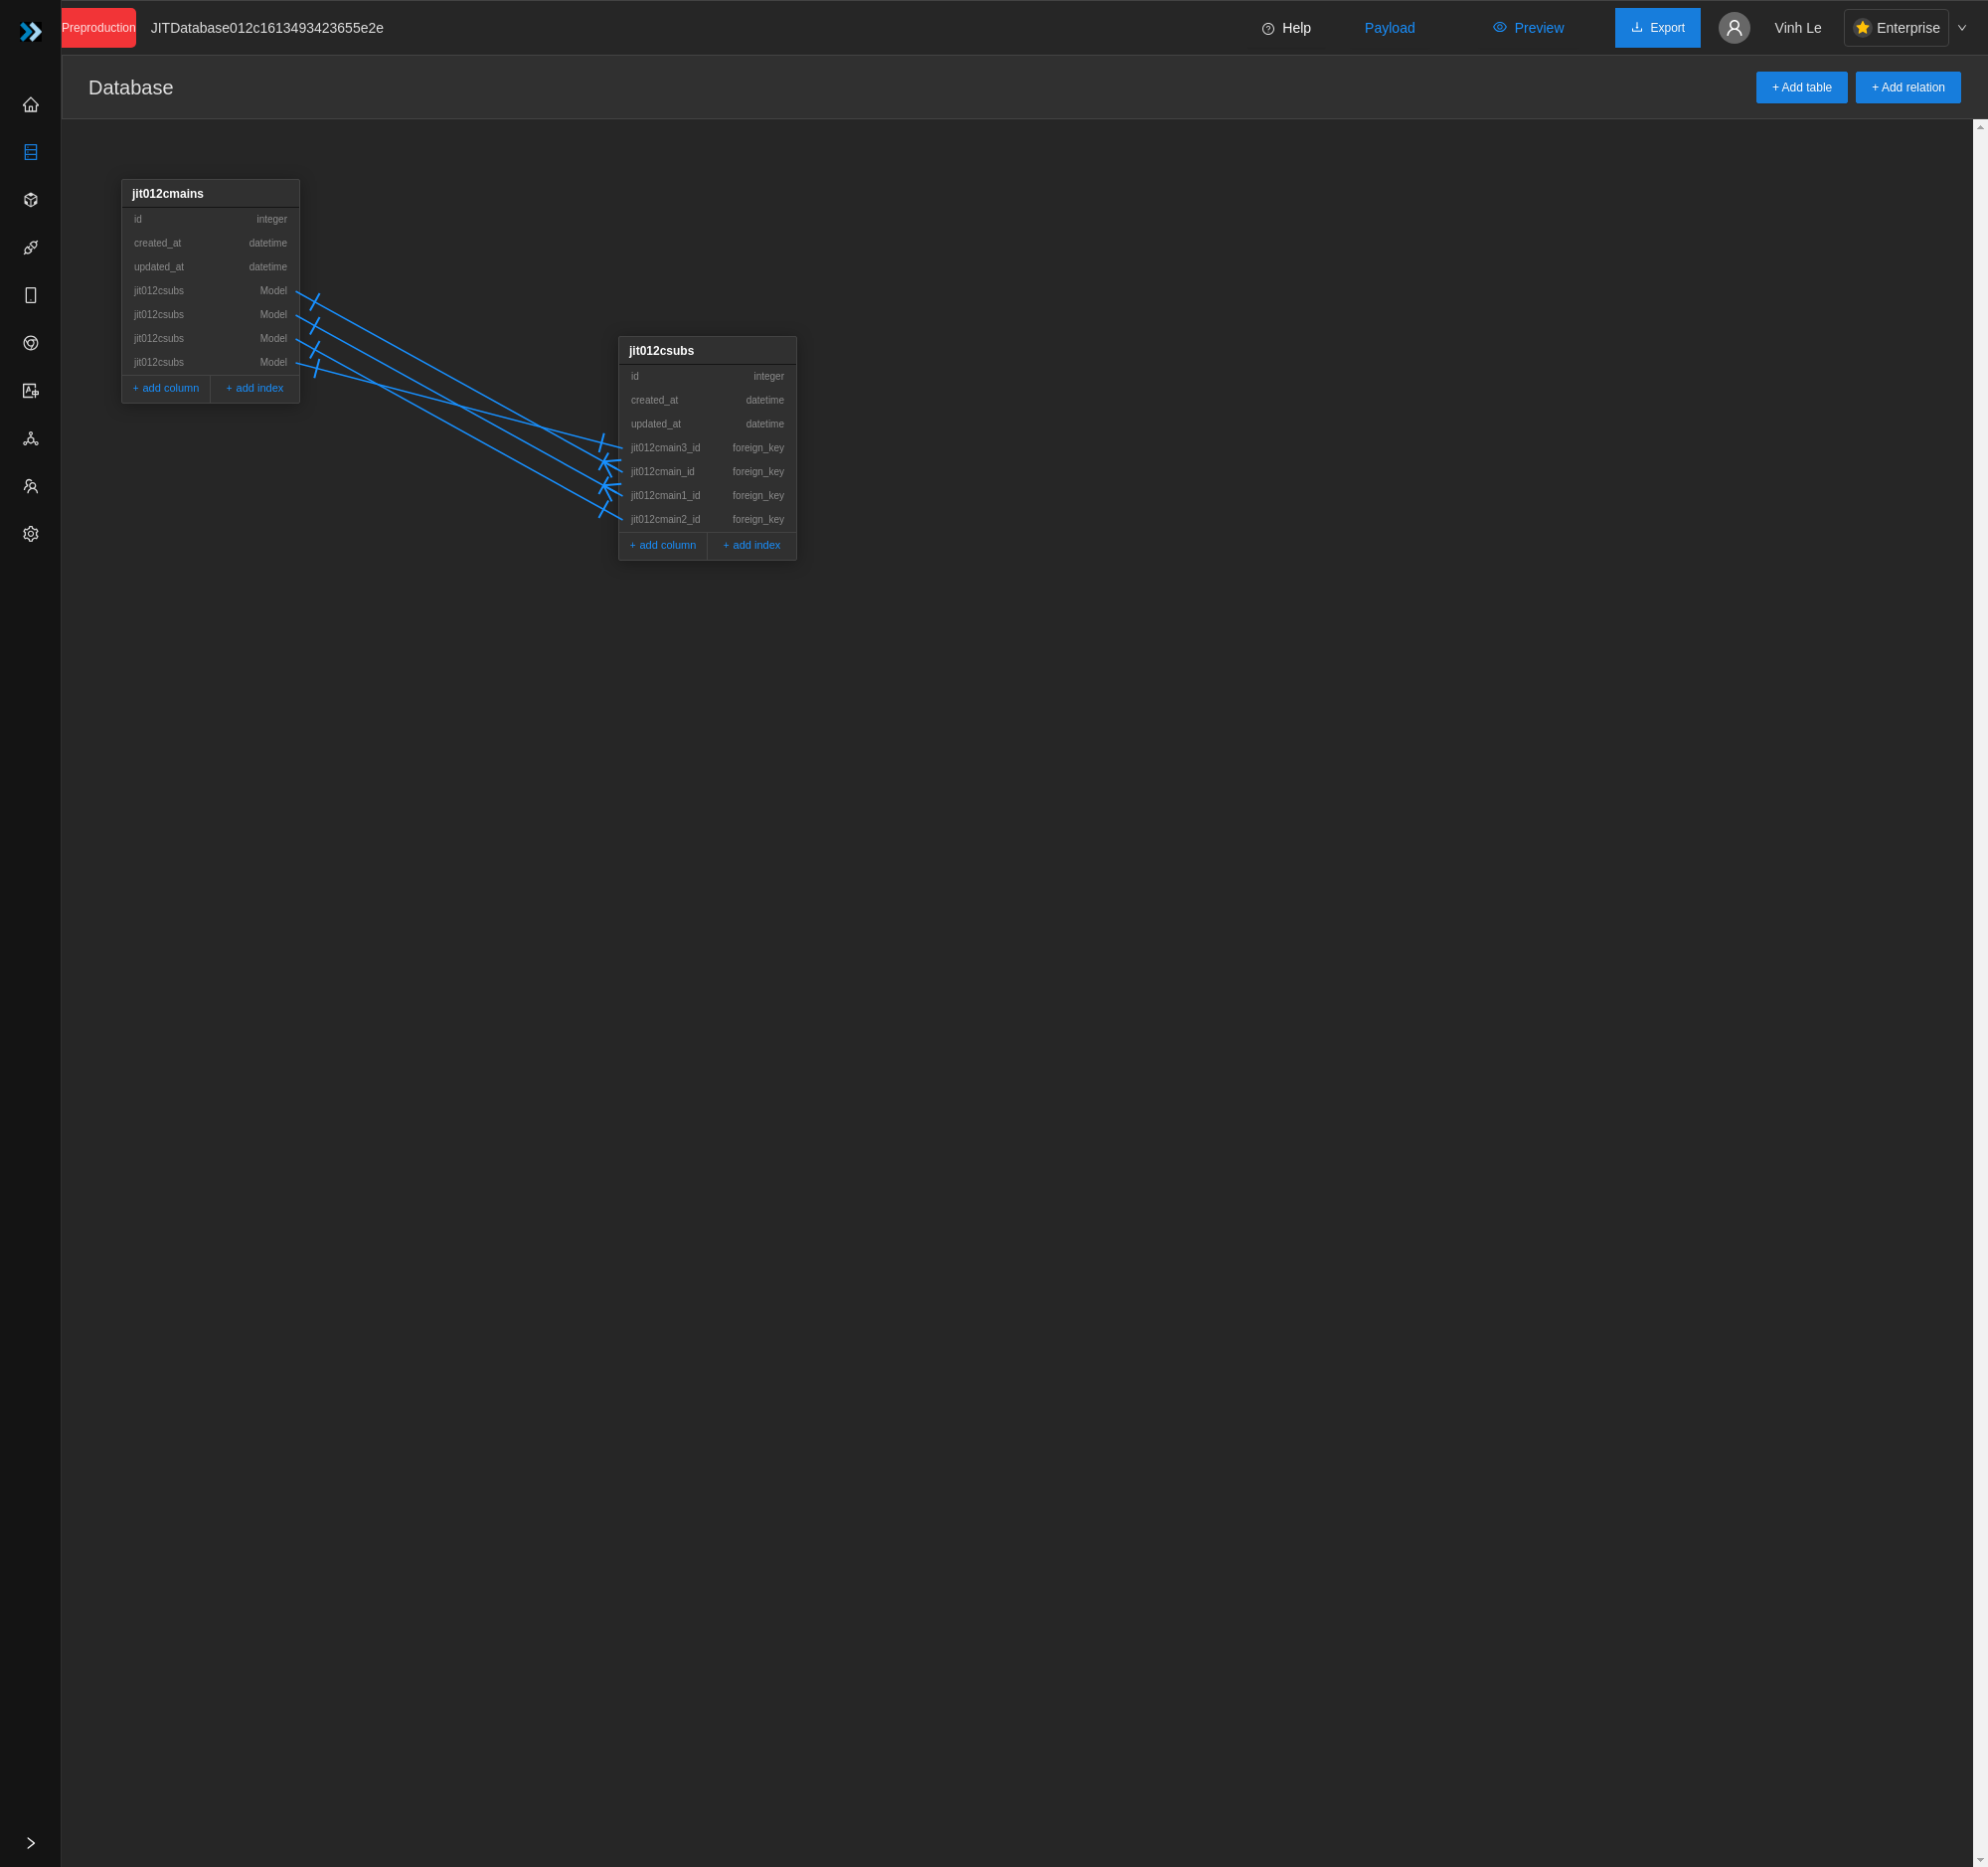 Preproduction JITDatabase012c1613493423655e2e Help Payload Preview Export Vinh Le Enterprise
Database + Add table + Add relation
jit012cmains
id integer
created_at datetime
updated_at datetime
jit012csubs Model
jit012csubs Model
jit012csubs Model
jit012csubs Model
+ add column + add index
jit012csubs
id integer
created_at datetime
updated_at datetime
jit012cmain3_id foreign_key
jit012cmain_id foreign_key
jit012cmain1_id foreign_key
jit012cmain2_id foreign_key
+ add column + add index